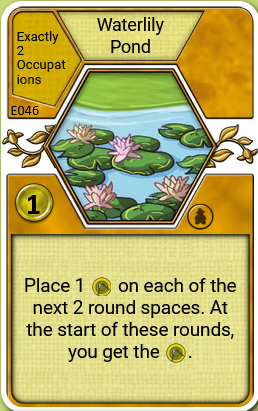 Waterlily
Pond
Exactly
2
Occupat
ions
E046
1
Place 1 on each of the
next 2 round spaces. At
the start of these rounds,
you get the .